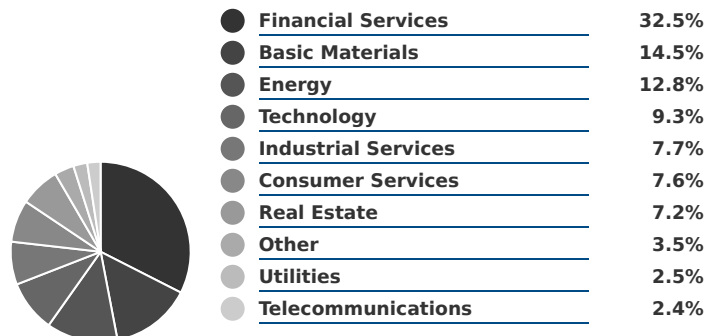 Financial Services 32.5%
Basic Materials 14.5%
Energy 12.8%
Technology 9.3%
Industrial Services 7.7%
Consumer Services 7.6%
Real Estate 7.2%
Other 3.5%
Utilities 2.5%
Telecommunications 2.4%